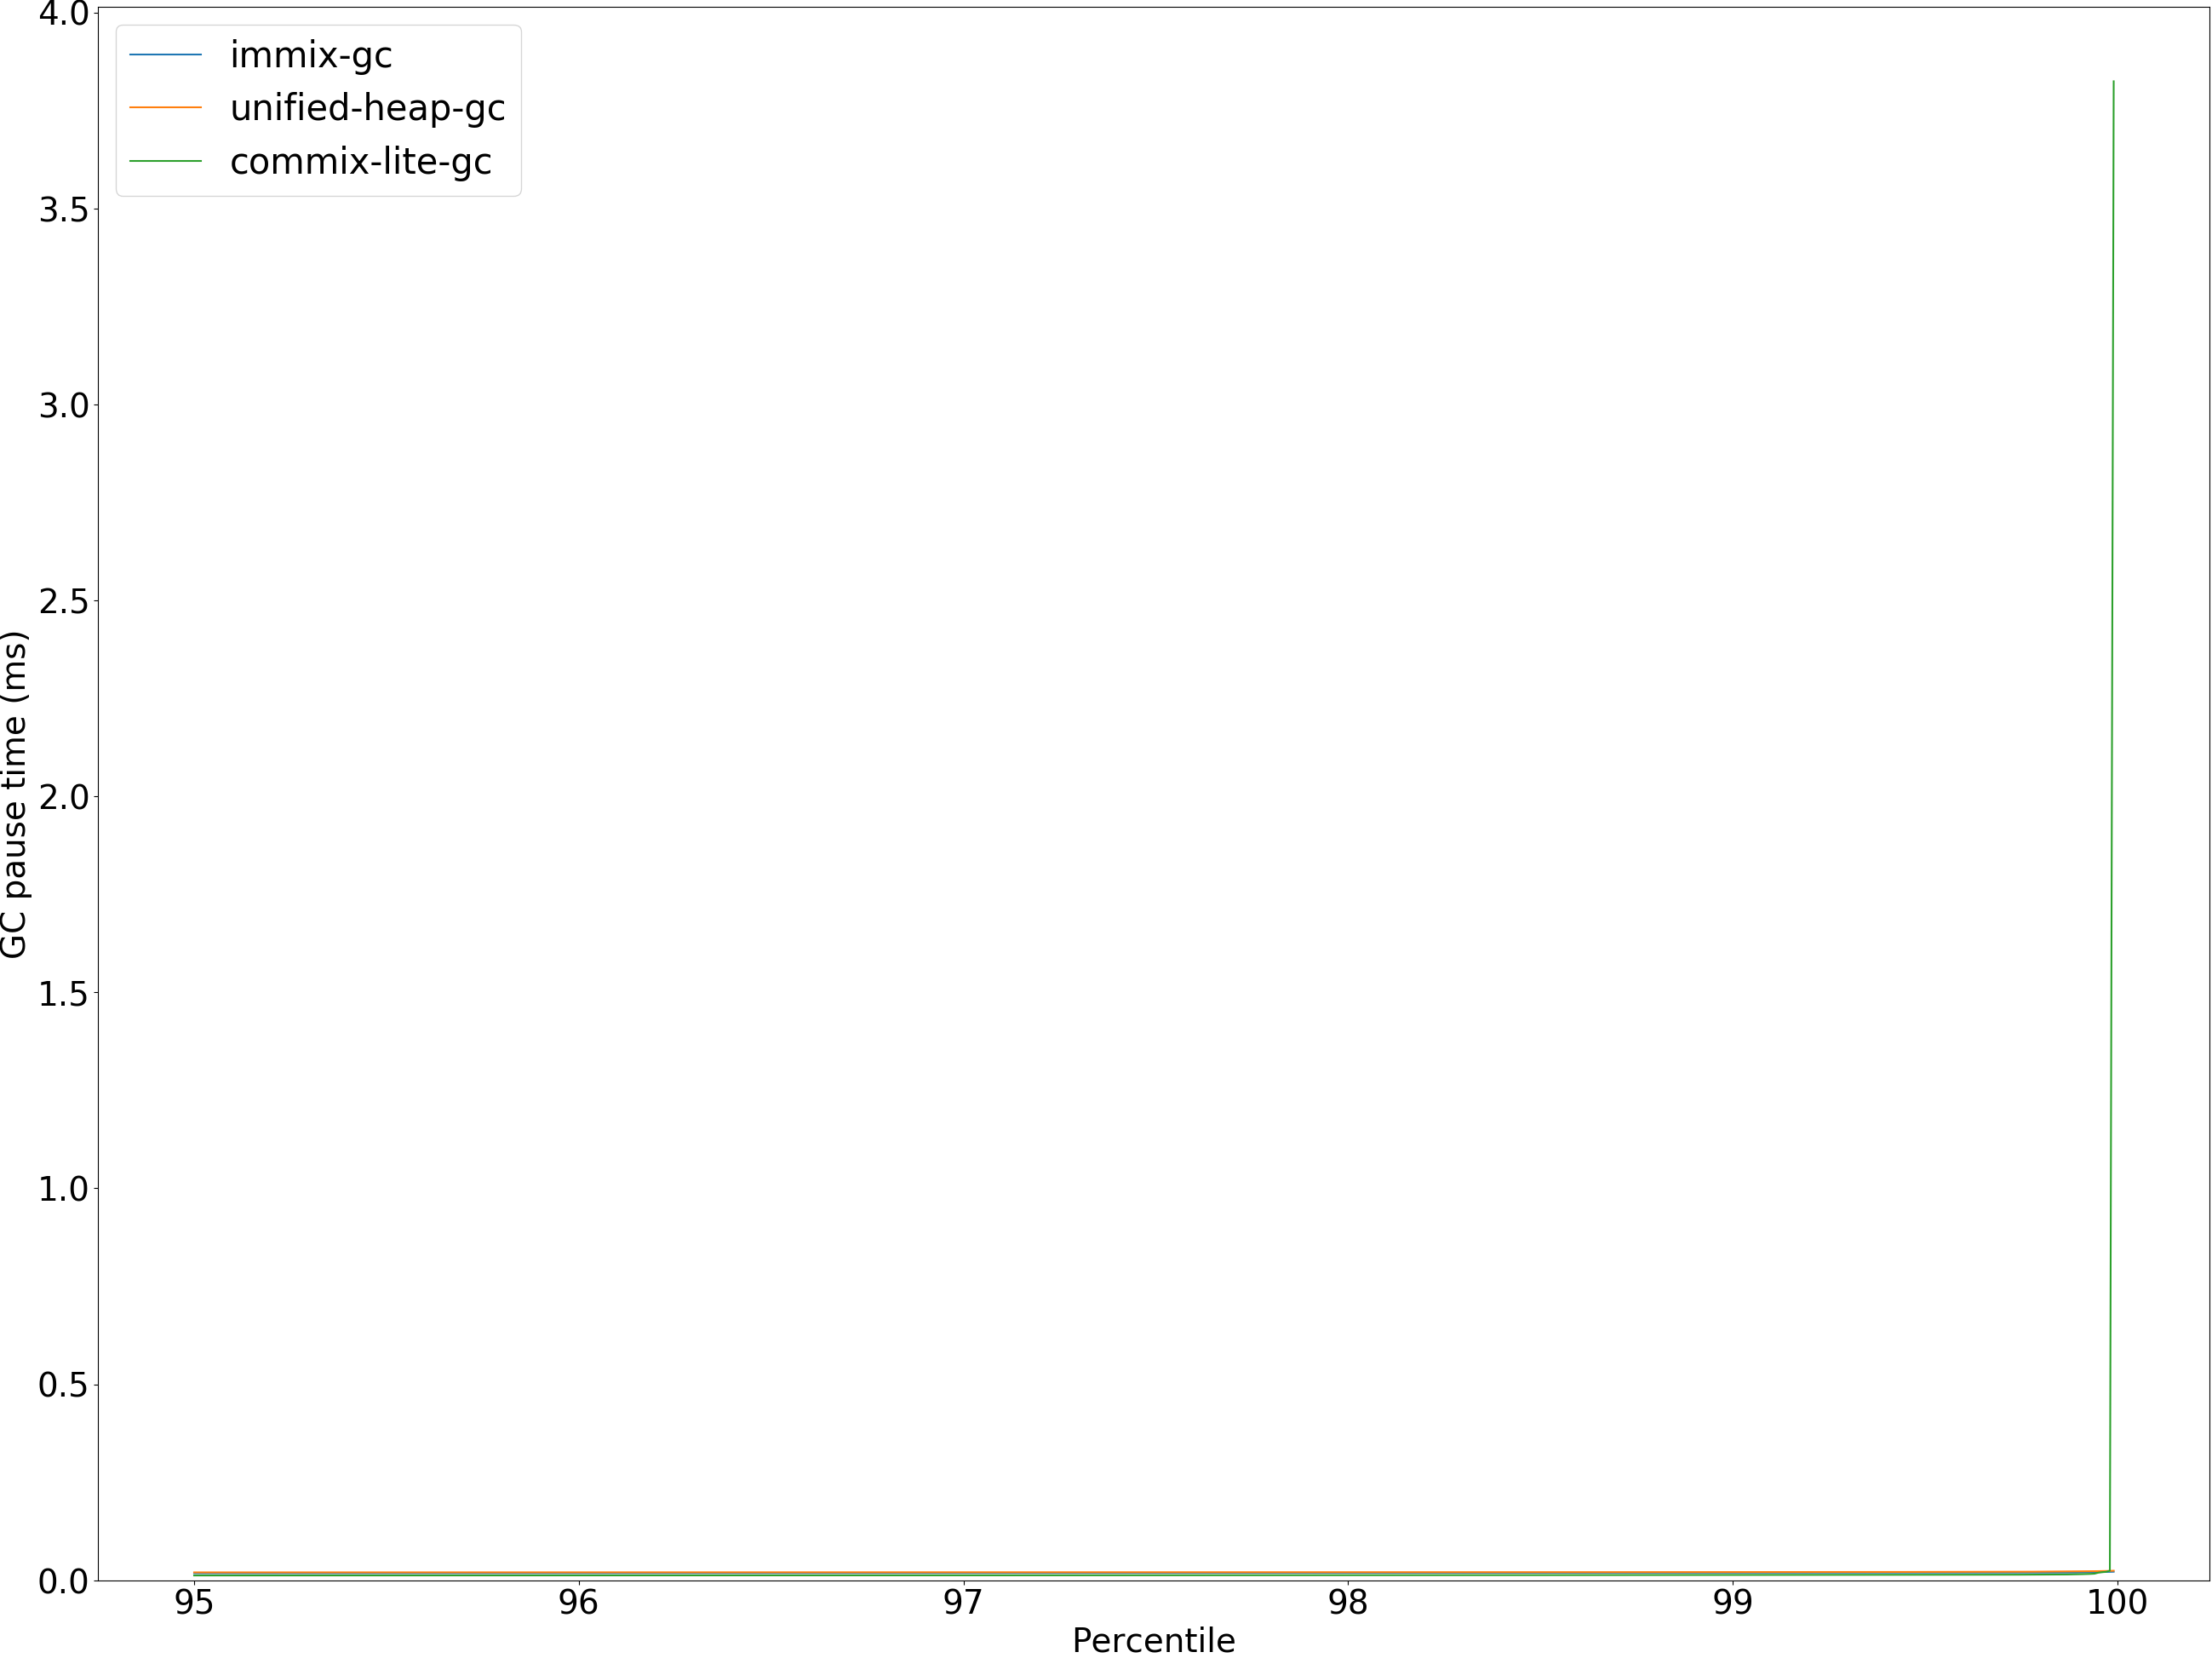 immix-gc
unified-heap-gc
commix-lite-gc
4.0
3.5
3.0
2.5
2.0
1.5
1.0
0.5
0.0
GC pause time (ms)
95 96 97 98 99 100
Percentile